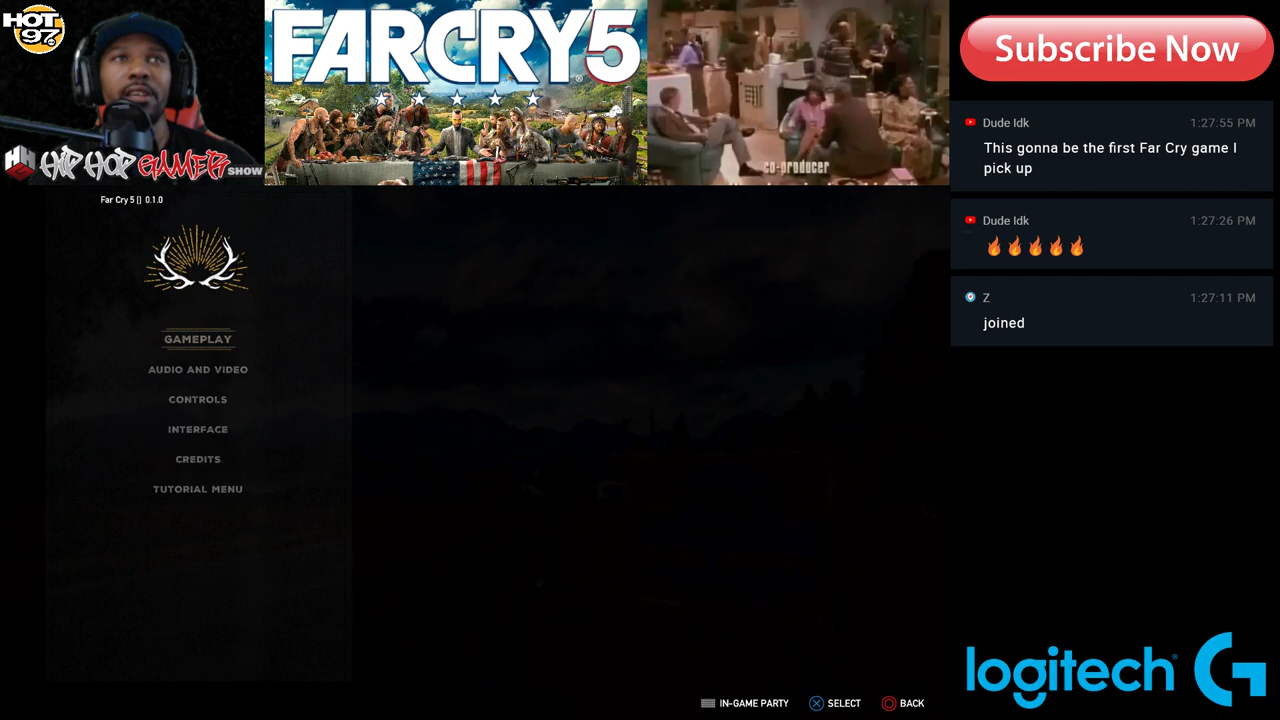 HOT
97
HIP HOP GAMER SHOW
FARCRY5
co-producer
Subscribe Now
Dude Idk 1:27:55 PM
This gonna be the first Far Cry game I
pick up
Dude Idk 1:27:26 PM
Z 1:27:11 PM
joined
Far Cry 5 [] 0.1.0
GAMEPLAY
AUDIO AND VIDEO
CONTROLS
INTERFACE
CREDITS
TUTORIAL MENU
IN-GAME PARTY SELECT BACK
logitech G